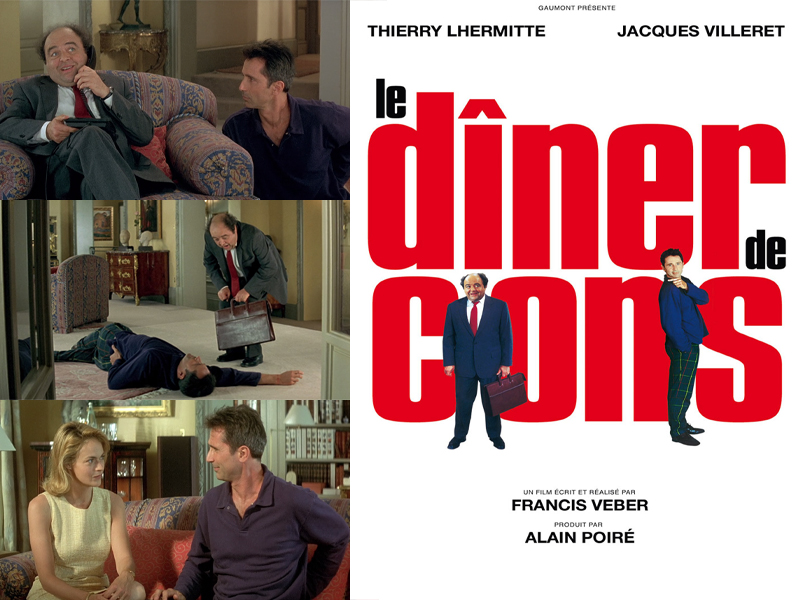 GAUMONT PRÉSENTE
THIERRY LHERMITTE JACQUES VILLERET
le
dîner
de
cons
UN FILM ÉCRIT ET RÉALISÉ PAR
FRANCIS VEBER
PRODUIT PAR
ALAIN POIRÉ